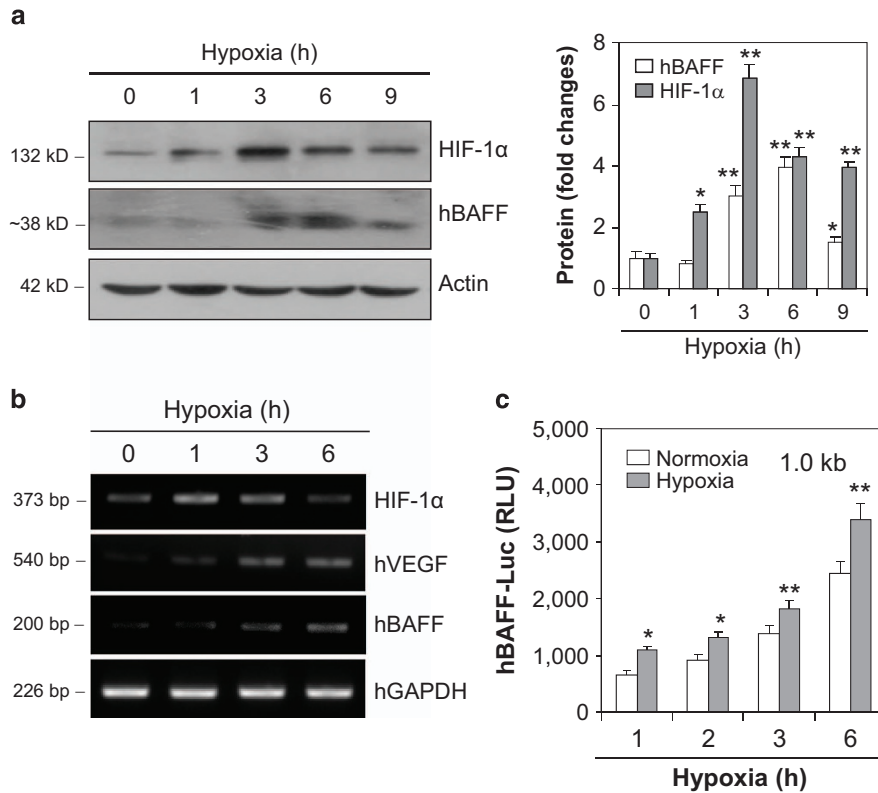 a
Hypoxia (h)
0 1 3 6 9
132 kD – HIF-1α
~38 kD – hBAFF
42 kD – Actin
Protein (fold changes)
8
6
4
2
0
hBAFF
HIF-1α
* ** ** ** ** *  **
0 1 3 6 9
Hypoxia (h)
b
Hypoxia (h)
0 1 3 6
373 bp – HIF-1α
540 bp – hVEGF
200 bp – hBAFF
226 bp – hGAPDH
c
hBAFF-Luc (RLU)
5,000
4,000
3,000
2,000
1,000
0
Normoxia
Hypoxia
1.0 kb
* * ** **
1 2 3 6
Hypoxia (h)